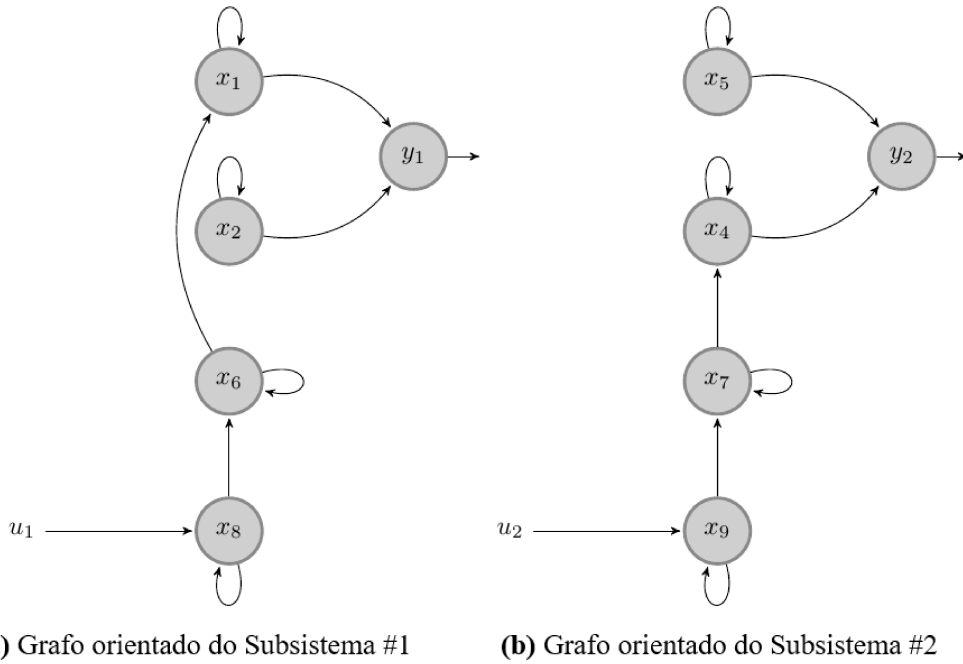 x1
x5
y1
y2
x2
x4
x6
x7
u1
x8
u2
x9
) Grafo orientado do Subsistema #1
(b) Grafo orientado do Subsistema #2